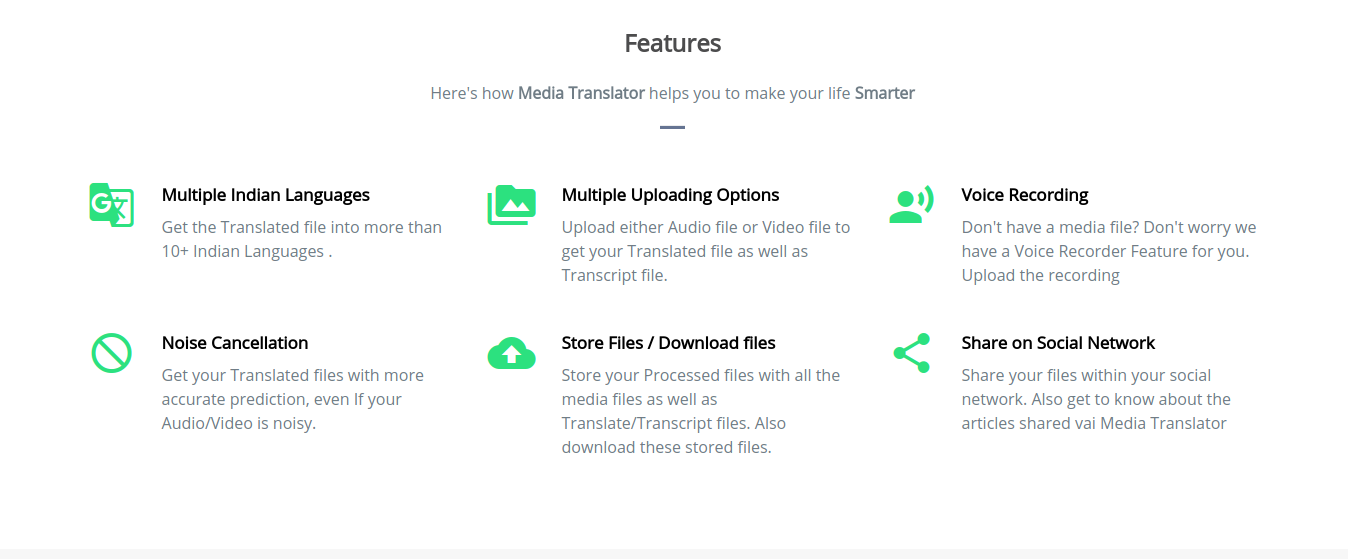 Features
Here's how Media Translator helps you to make your life Smarter
Multiple Indian Languages
Get the Translated file into more than
10+ Indian Languages .
Multiple Uploading Options
Upload either Audio file or Video file to
get your Translated file as well as
Transcript file.
Voice Recording
Don't have a media file? Don't worry we
have a Voice Recorder Feature for you.
Upload the recording
Noise Cancellation
Get your Translated files with more
accurate prediction, even If your
Audio/Video is noisy.
Store Files / Download files
Store your Processed files with all the
media files as well as
Translate/Transcript files. Also
download these stored files.
Share on Social Network
Share your files within your social
network. Also get to know about the
articles shared vai Media Translator